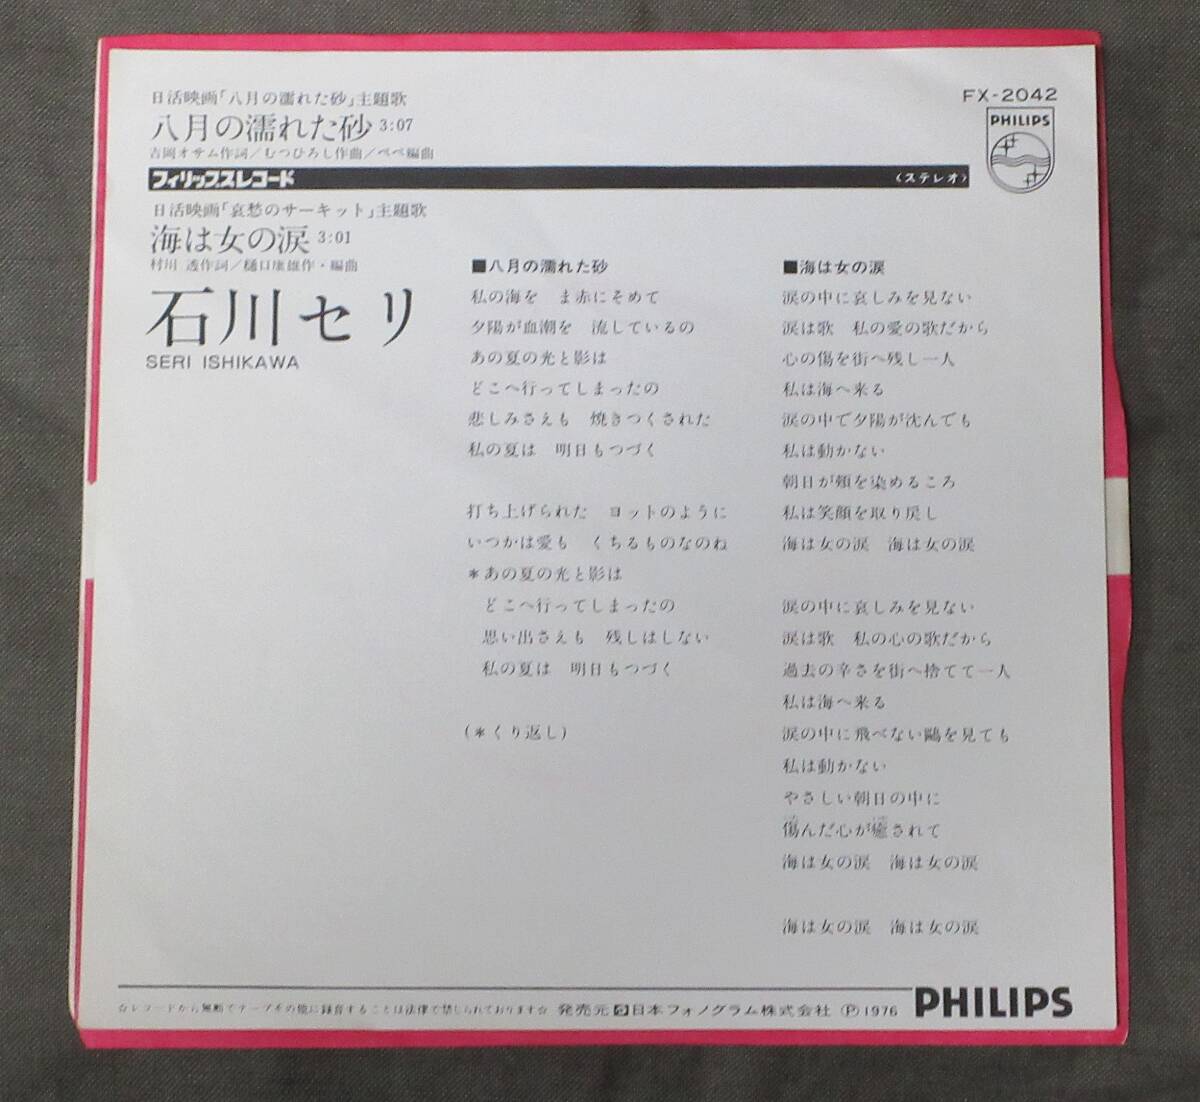 日活映画「八月の濡れた砂」主題歌
八月の濡れた砂 3:07
吉岡オサム作詞／むつひろし作曲／ペペ編曲
FX-2042
PHILIPS
フィリップスレコード
〈ステレオ〉
日活映画「哀愁のサーキット」主題歌
海は女の涙 3:01
村川 透作詞／樋口康雄作・編曲
石川セリ
SERI ISHIKAWA
■八月の濡れた砂
私の海を　ま赤にそめて
夕陽が血潮を　流しているの
あの夏の光と影は
どこへ行ってしまったの
悲しみさえも　焼きつくされた
私の夏は　明日もつづく
打ち上げられた　ヨットのように
いつかは愛も　くちるものなのね
＊あの夏の光と影は
どこへ行ってしまったの
思い出さえも　残しはしない
私の夏は　明日もつづく
(＊くり返し)
■海は女の涙
涙の中に哀しみを見ない
涙は歌　私の愛の歌だから
心の傷を街へ残し一人
私は海へ来る
涙の中で夕陽が沈んでも
私は動かない
朝日が頬を染めるころ
私は笑顔を取り戻し
海は女の涙　海は女の涙
涙の中に哀しみを見ない
涙は歌　私の心の歌だから
過去の辛さを街へ捨てて一人
私は海へ来る
涙の中に飛べない鷗を見ても
私は動かない
やさしい朝日の中に
傷んだ心が癒されて
海は女の涙　海は女の涙
海は女の涙　海は女の涙
☆レコードから無断でテープその他に録音することは法律で禁じられております☆ 発売元 日本フォノグラム株式会社 Ⓟ1976
PHILIPS